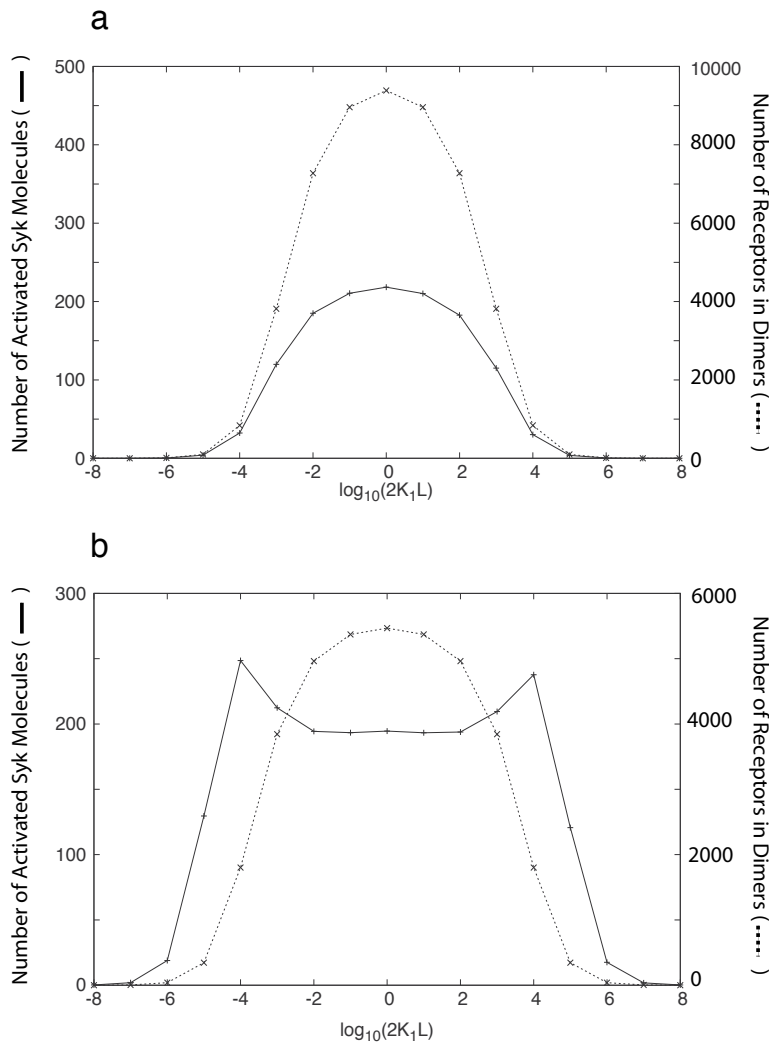 a
Number of Activated Syk Molecules ( )
500
400
300
200
100
0
10000
8000
6000
4000
2000
0
Number of Receptors in Dimers ( )
-8 -6 -4 -2 0 2 4 6 8
log10(2K1L)
b
Number of Activated Syk Molecules ( )
300
200
100
0
6000
4000
2000
0
Number of Receptors in Dimers ( )
-8 -6 -4 -2 0 2 4 6 8
log10(2K1L)